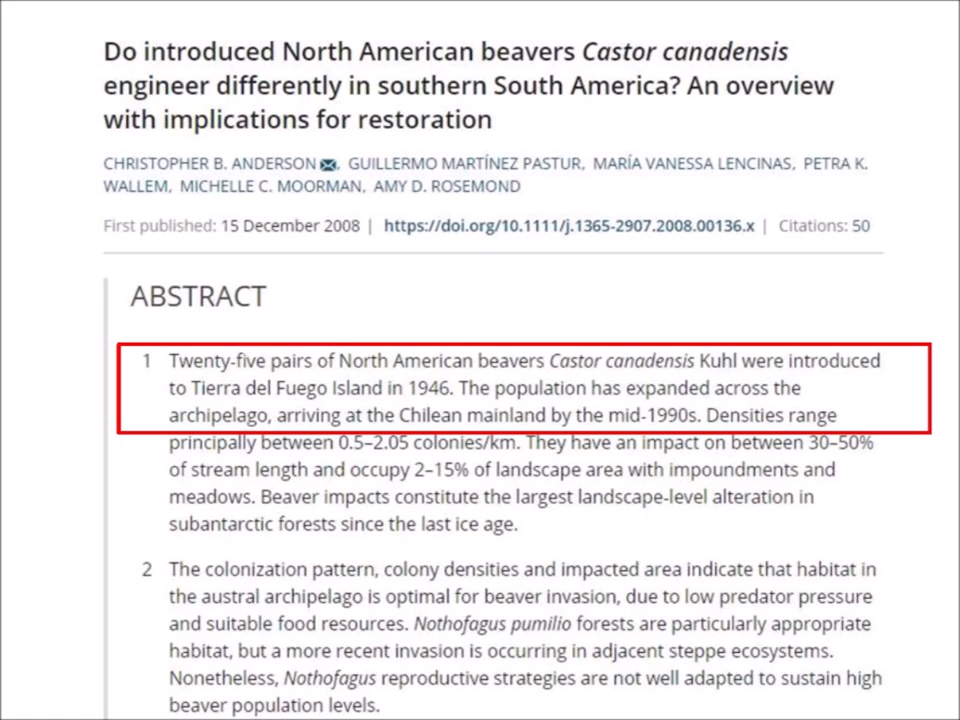 Do introduced North American beavers Castor canadensis
engineer differently in southern South America? An overview
with implications for restoration
CHRISTOPHER B. ANDERSON, GUILLERMO MARTÍNEZ PASTUR, MARÍA VANESSA LENCINAS, PETRA K.
WALLEM, MICHELLE C. MOORMAN, AMY D. ROSEMOND
First published: 15 December 2008 | https://doi.org/10.1111/j.1365-2907.2008.00136.x | Citations: 50
ABSTRACT
1 Twenty-five pairs of North American beavers Castor canadensis Kuhl were introduced
to Tierra del Fuego Island in 1946. The population has expanded across the
archipelago, arriving at the Chilean mainland by the mid-1990s. Densities range
principally between 0.5–2.05 colonies/km. They have an impact on between 30–50%
of stream length and occupy 2–15% of landscape area with impoundments and
meadows. Beaver impacts constitute the largest landscape-level alteration in
subantarctic forests since the last ice age.
2 The colonization pattern, colony densities and impacted area indicate that habitat in
the austral archipelago is optimal for beaver invasion, due to low predator pressure
and suitable food resources. Nothofagus pumilio forests are particularly appropriate
habitat, but a more recent invasion is occurring in adjacent steppe ecosystems.
Nonetheless, Nothofagus reproductive strategies are not well adapted to sustain high
beaver population levels.